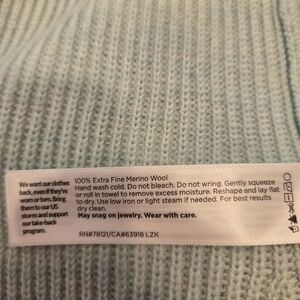 We want our clothes
back, even if they're
worn or torn. Bring
them to our US
stores and support
our take-back
program.
100% Extra Fine Merino Wool
Hand wash cold. Do not bleach. Do not wring. Gently squeeze
or roll in towel to remove excess moisture. Reshape and lay flat
to dry. Use low iron or light steam if needed. For best results
dry clean.
May snag on jewelry. Wear with care.
RN#78121/CA#63918 LZK